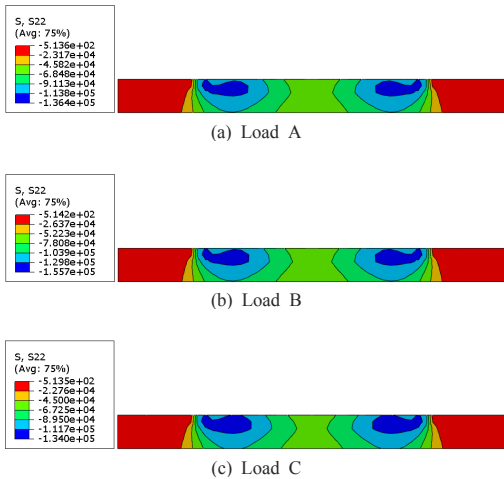 S, S22
(Avg: 75%)
-5.136e+02
-2.317e+04
-4.582e+04
-6.848e+04
-9.113e+04
-1.138e+05
-1.364e+05
(a) Load A
S, S22
(Avg: 75%)
-5.142e+02
-2.637e+04
-5.223e+04
-7.808e+04
-1.039e+05
-1.298e+05
-1.557e+05
(b) Load B
S, S22
(Avg: 75%)
-5.135e+02
-2.276e+04
-4.500e+04
-6.725e+04
-8.950e+04
-1.117e+05
-1.340e+05
(c) Load C